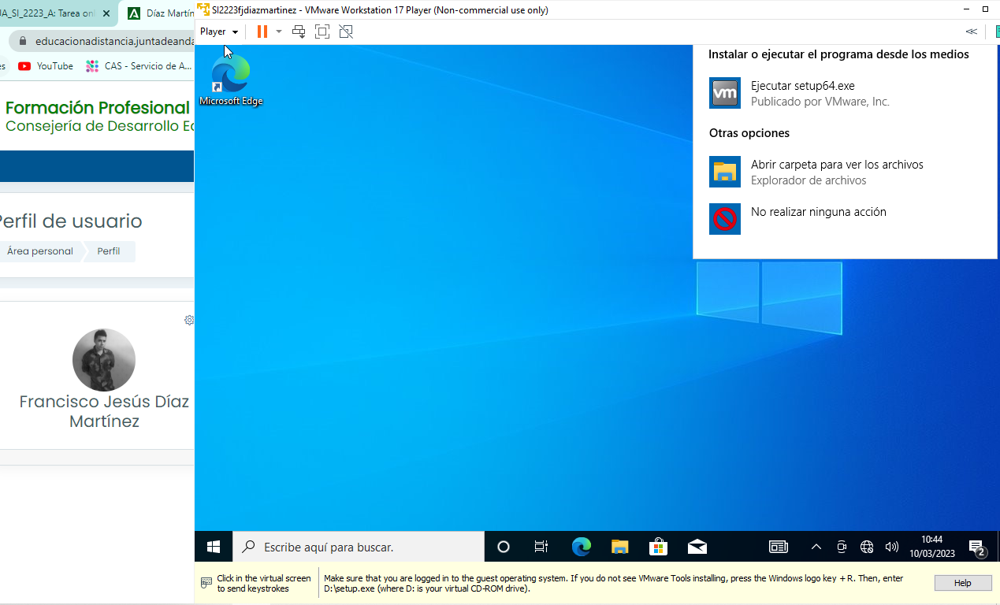 A_SI_2223_A: Tarea onl
Díaz Martín
educacionadistancia.juntadeanda
es
YouTube
CAS - Servicio de A...
Formación Profesional
Consejería de Desarrollo Ec
Perfil de usuario
Área personal
Perfil
Francisco Jesús Díaz
Martínez
SI2223fjdiazmartinez - VMware Workstation 17 Player (Non-commercial use only)
Player
Microsoft Edge
Instalar o ejecutar el programa desde los medios
vm
Ejecutar setup64.exe
Publicado por VMware, Inc.
Otras opciones
Abrir carpeta para ver los archivos
Explorador de archivos
No realizar ninguna acción
Escribe aquí para buscar.
10:44
10/03/2023
2
Click in the virtual screen
to send keystrokes
Make sure that you are logged in to the guest operating system. If you do not see VMware Tools installing, press the Windows logo key + R. Then, enter
D:\setup.exe (where D: is your virtual CD-ROM drive).
Help